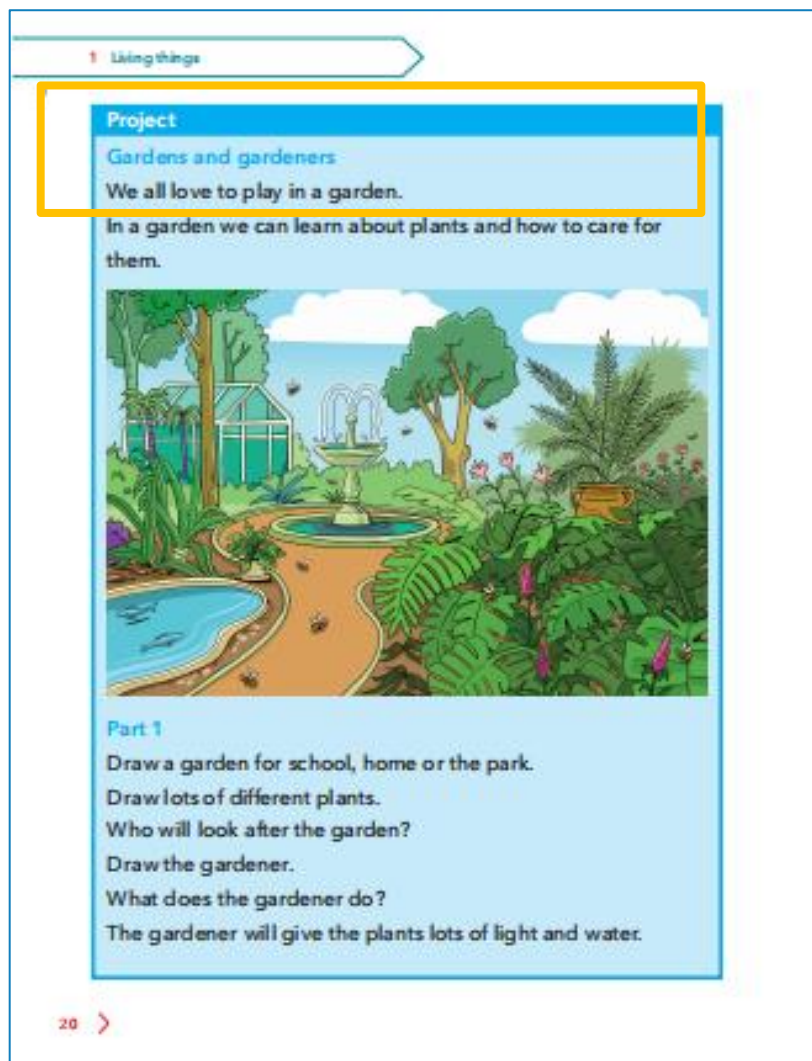 1 Living things
Project
Gardens and gardeners
We all love to play in a garden.
In a garden we can learn about plants and how to care for
them.
Part 1
Draw a garden for school, home or the park.
Draw lots of different plants.
Who will look after the garden?
Draw the gardener.
What does the gardener do?
The gardener will give the plants lots of light and water.
20